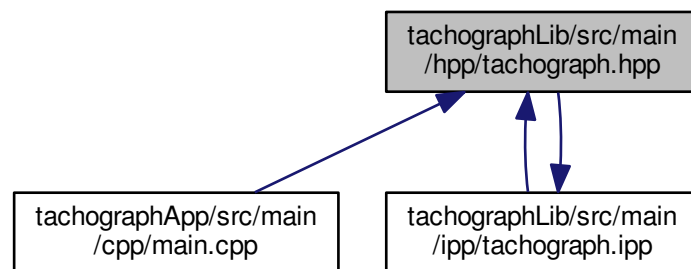 tachographLib/src/main
/hpp/tachograph.hpp
tachographApp/src/main
/cpp/main.cpp
tachographLib/src/main
/ipp/tachograph.ipp